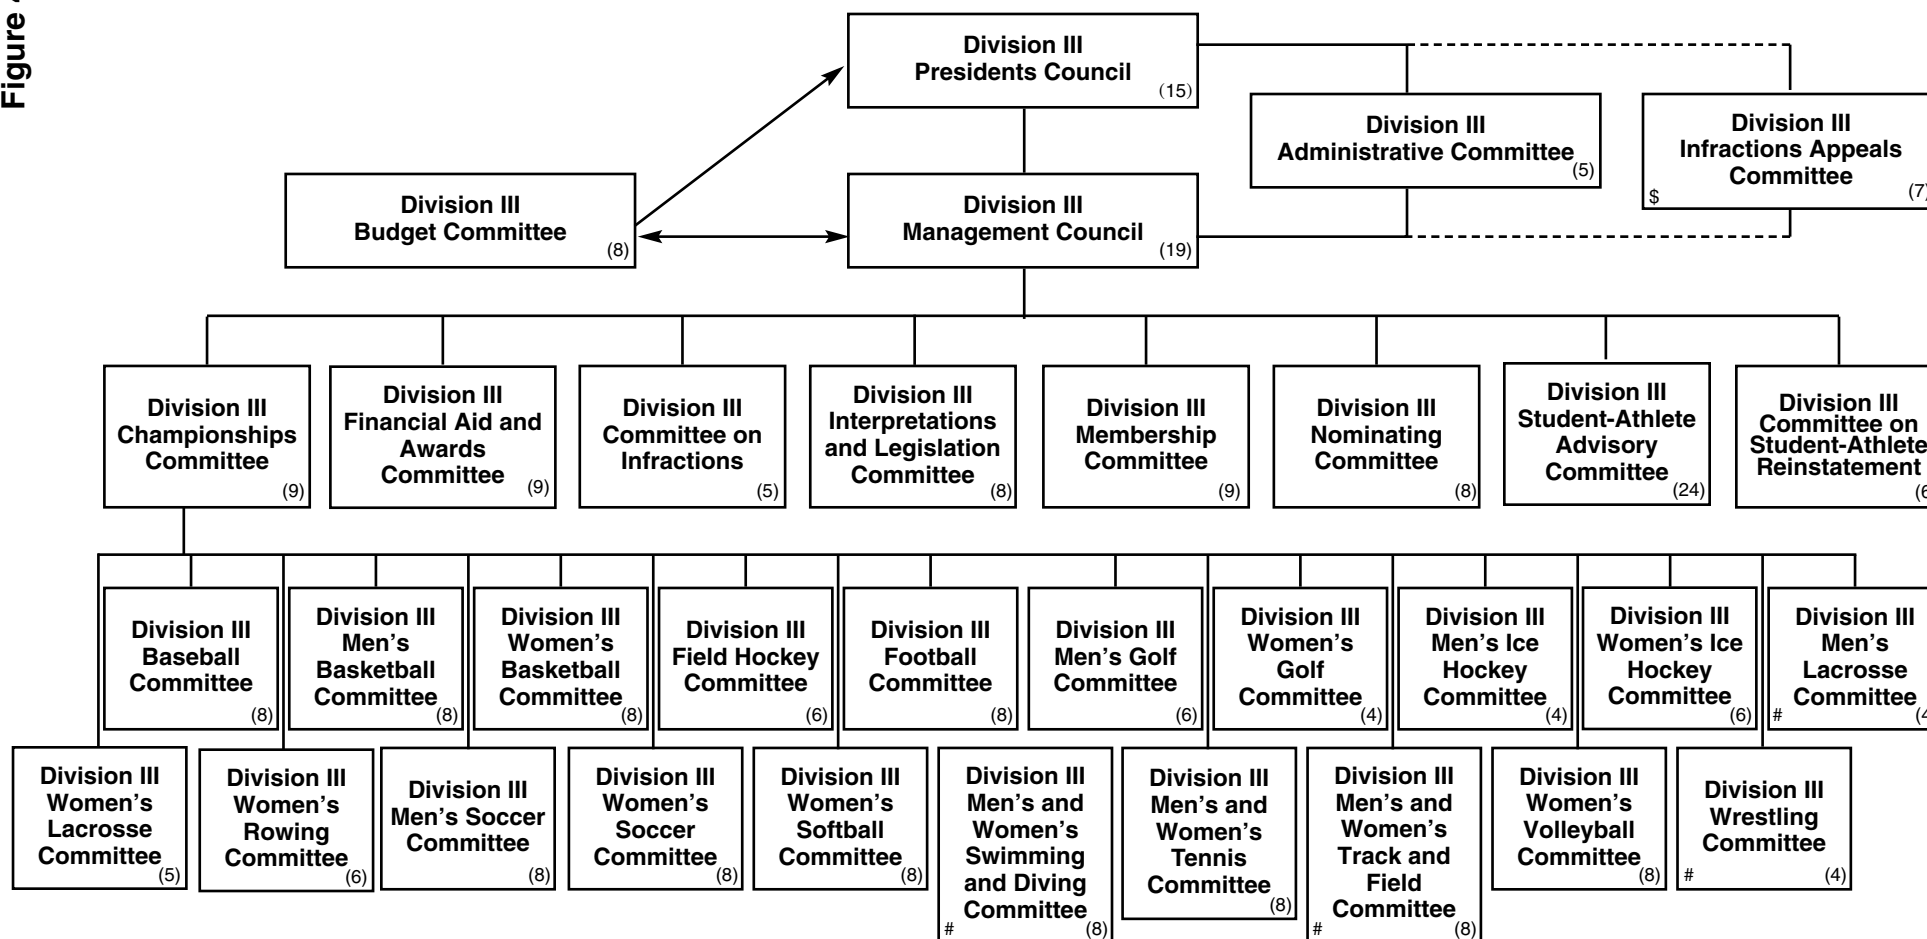 Figure
Division III
Presidents Council
(15)
Division III
Administrative Committee
(5)
Division III
Infractions Appeals
Committee
$
(7)
Division III
Budget Committee
(8)
Division III
Management Council
(19)
Division III
Championships
Committee
(9)
Division III
Financial Aid and
Awards
Committee
(9)
Division III
Committee on
Infractions
(5)
Division III
Interpretations
and Legislation
Committee
(8)
Division III
Membership
Committee
(9)
Division III
Nominating
Committee
(8)
Division III
Student-Athlete
Advisory
Committee
(24)
Division III
Committee on
Student-Athlete
Reinstatement
(6
Division III
Baseball
Committee
(8)
Division III
Men’s
Basketball
Committee
(8)
Division III
Women’s
Basketball
Committee
(8)
Division III
Field Hockey
Committee
(6)
Division III
Football
Committee
(8)
Division III
Men’s Golf
Committee
(6)
Division III
Women’s
Golf
Committee
(4)
Division III
Men’s Ice
Hockey
Committee
(4)
Division III
Women’s Ice
Hockey
Committee
(6)
Division III
Men’s
Lacrosse
Committee
#
(4
Division III
Women’s
Lacrosse
Committee
(5)
Division III
Women’s
Rowing
Committee
(6)
Division III
Men’s Soccer
Committee
(8)
Division III
Women’s
Soccer
Committee
(8)
Division III
Women’s
Softball
Committee
(8)
Division III
Men’s and
Women’s
Swimming
and Diving
Committee
#
(8)
Division III
Men’s and
Women’s
Tennis
Committee
(8)
Division III
Men’s and
Women’s
Track and
Field
Committee
#
(8)
Division III
Women’s
Volleyball
Committee
(8)
Division III
Wrestling
Committee
#
(4)